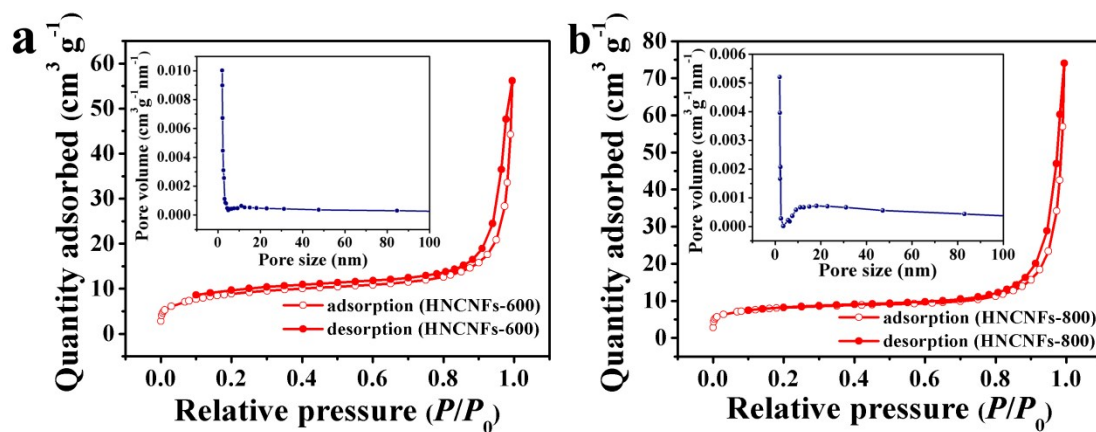 a
Quantity adsorbed (cm³ g⁻¹)
60
50
40
30
20
10
0
0.0 0.2 0.4 0.6 0.8 1.0
Relative pressure (P/P₀)
adsorption (HNCNFs-600)
desorption (HNCNFs-600)
Pore volume (cm³g⁻¹nm⁻¹)
0.010
0.008
0.006
0.004
0.002
0.000
0 20 40 60 80 100
Pore size (nm)
b
Quantity adsorbed (cm³ g⁻¹)
80
70
60
50
40
30
20
10
0
0.0 0.2 0.4 0.6 0.8 1.0
Relative pressure (P/P₀)
adsorption (HNCNFs-800)
desorption (HNCNFs-800)
Pore volume (cm³g⁻¹nm⁻¹)
0.006
0.005
0.004
0.003
0.002
0.001
0.000
0 20 40 60 80 100
Pore size (nm)